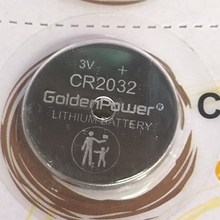 3V +
CR2032
GoldenPower®
LITHIUM BATTERY
C